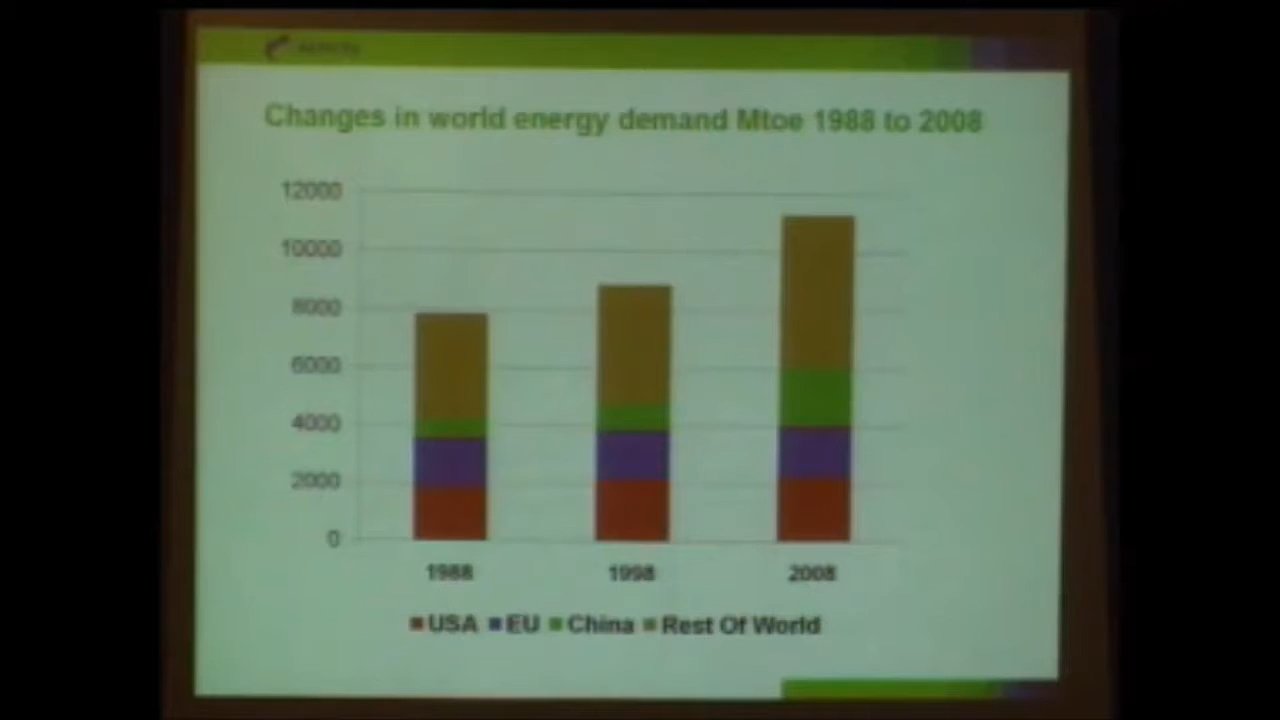 Changes in world energy demand Mtoe 1988 to 2008
12000
10000
8000
6000
4000
2000
0
1988 1998 2008
USA EU China Rest Of World